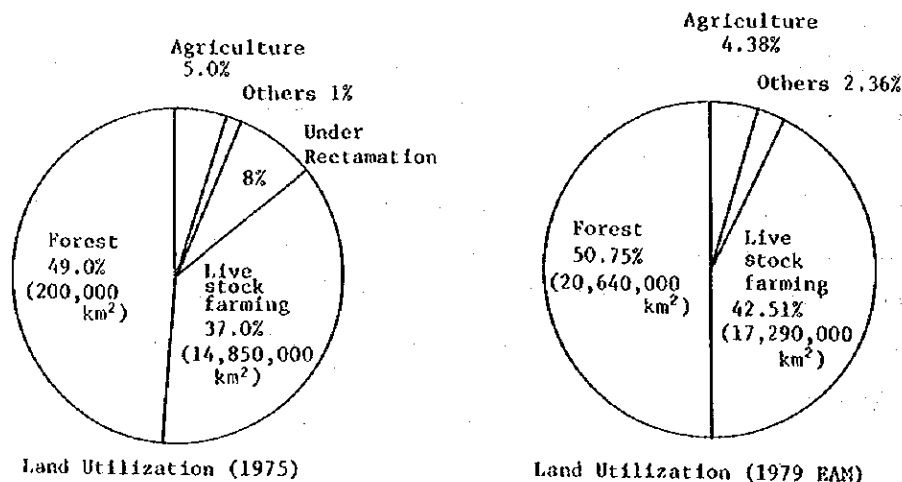 Agriculture
5.0%
Others 1%
Under
Rectamation
8%
Forest
49.0%
(200,000
km²)
Live
stock
farming
37.0%
(14,850,000
km²)
Land Utilization (1975)
Agriculture
4.38%
Others 2.36%
Forest
50.75%
(20,640,000
km²)
Live
stock
farming
42.51%
(17,290,000
km²)
Land Utilization (1979 EAM)